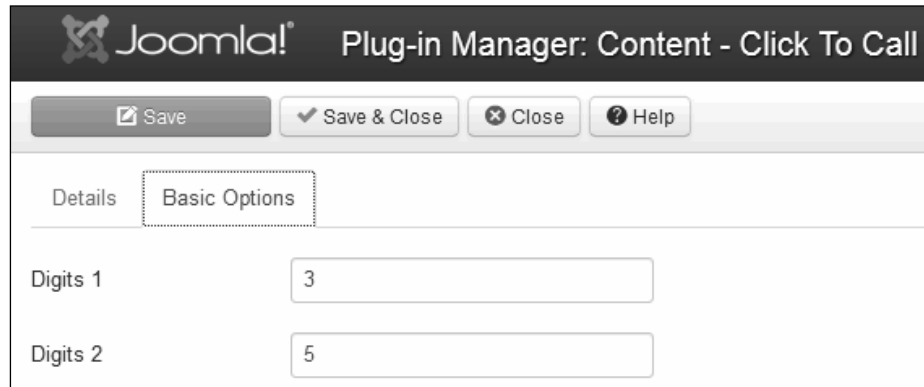 Joomla! Plug-in Manager: Content - Click To Call
Save Save & Close Close Help
Details Basic Options
Digits 1 3
Digits 2 5